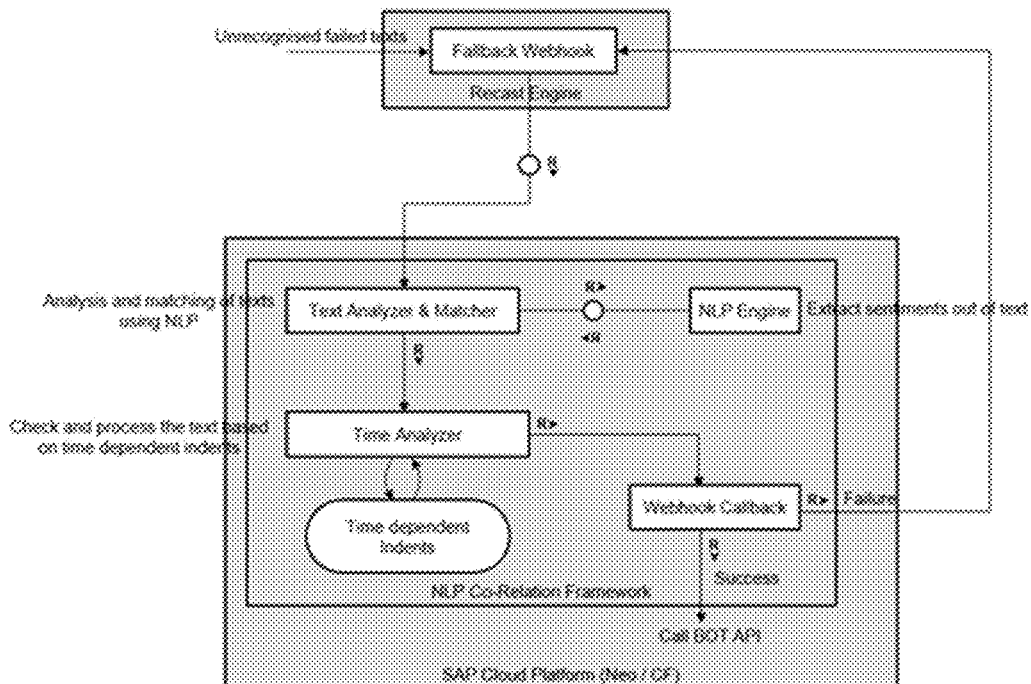 Unrecognised failed texts
Fallback Webhook
Recast Engine
R
R
Analysis and matching of texts
using NLP
Text Analyzer & Matcher
NLP Engine
Extract sentiments out of text
R
R
Check and process the text based
on time dependent indents
Time Analyzer
R
Time dependent
Indents
Webhook Callback
R
Failure
R
Success
NLP Co-Relation Framework
Call BOT API
SAP Cloud Platform (Neo / CF)